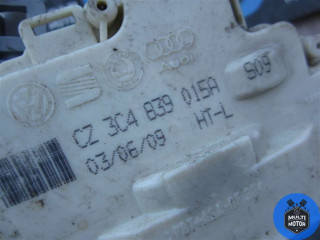 AUDI
CZ 3C4 839 015A
S09
03/06/09 HT-L
MULTI
MOTOR